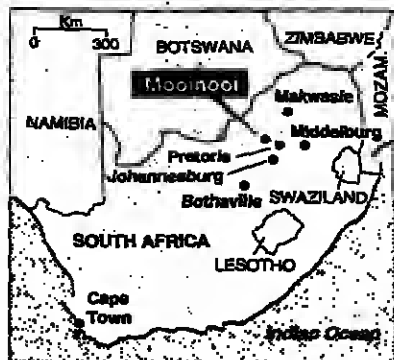 Km
0 300
ZIMBABWE
BOTSWANA
MOZAM.
Mooinooi
Makwasie
NAMIBIA
Middelburg
Pretoria
Johannesburg
SWAZILAND
Bothaville
SOUTH AFRICA
LESOTHO
Cape
Town
Indian Ocean